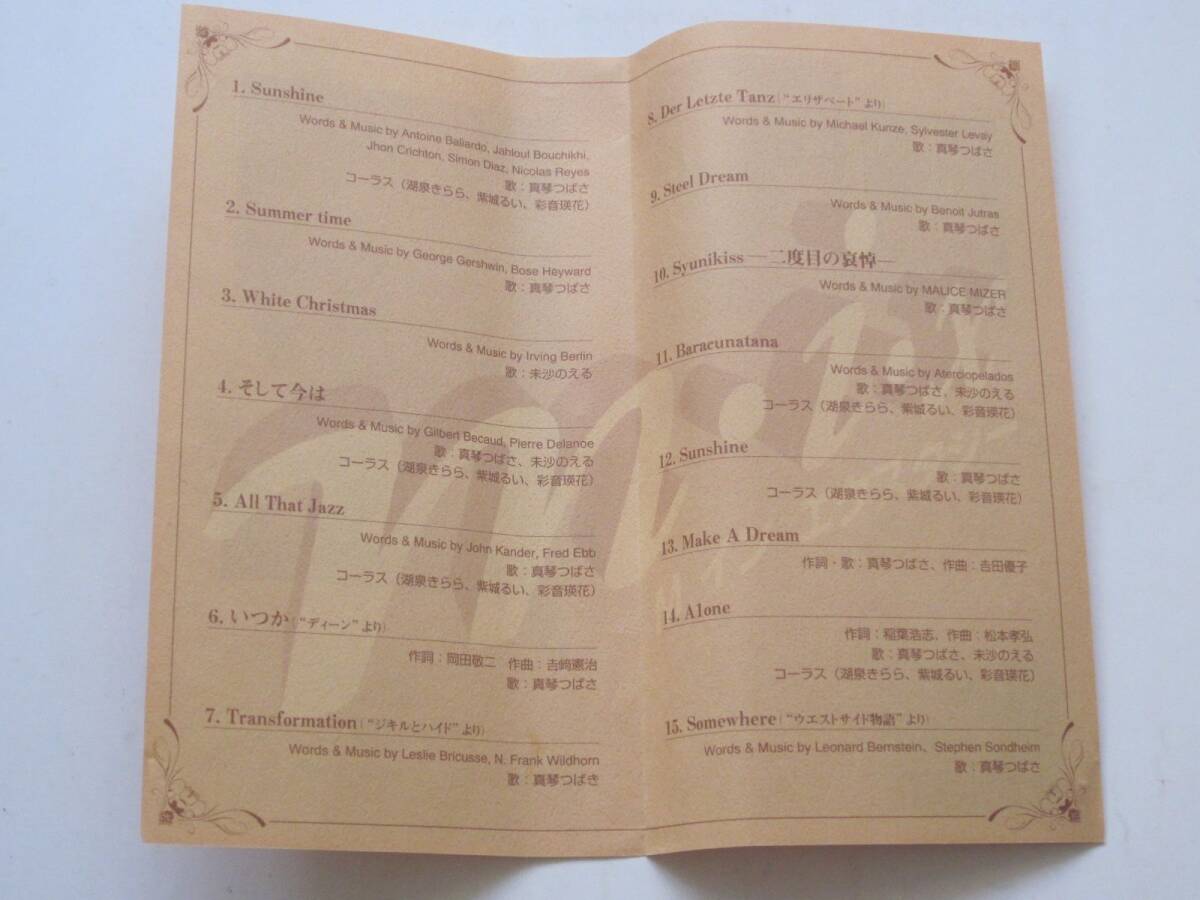 1. Sunshine
Words & Music by Antoine Baliardo, Jahloul Bouchikhi,
Jhon Crichton, Simon Diaz, Nicolas Reyes
歌：真琴つばさ
コーラス（湖泉きらら、紫城るい、彩音瑛花）
2. Summer time
Words & Music by George Gershwin, Bose Heyward
歌：真琴つばさ
3. White Christmas
Words & Music by Irving Berlin
歌：未沙のえる
4. そして今は
Words & Music by Gilbert Becaud, Pierre Delanoe
歌：真琴つばさ、未沙のえる
コーラス（湖泉きらら、紫城るい、彩音瑛花）
5. All That Jazz
Words & Music by John Kander, Fred Ebb
歌：真琴つばさ
コーラス（湖泉きらら、紫城るい、彩音瑛花）
6. いつか（“ディーン”より）
作詞：岡田敬二 作曲：吉﨑憲治
歌：真琴つばさ
7. Transformation（“ジキルとハイド”より）
Words & Music by Leslie Bricusse, N. Frank Wildhorn
歌：真琴つばき
8. Der Letzte Tanz（“エリザベート”より）
Words & Music by Michael Kunze, Sylvester Levay
歌：真琴つばさ
9. Steel Dream
Words & Music by Benoit Jutras
歌：真琴つばさ
10. Syunikiss —二度目の哀悼—
Words & Music by MALICE MIZER
歌：真琴つばさ
11. Baracunatana
Words & Music by Aterciopelados
歌：真琴つばさ、未沙のえる
コーラス（湖泉きらら、紫城るい、彩音瑛花）
12. Sunshine
歌：真琴つばさ
コーラス（湖泉きらら、紫城るい、彩音瑛花）
13. Make A Dream
作詞・歌：真琴つばさ、作曲：吉田優子
14. A1one
作詞：稲葉浩志、作曲：松本孝弘
歌：真琴つばさ、未沙のえる
コーラス（湖泉きらら、紫城るい、彩音瑛花）
15. Somewhere（“ウエストサイド物語”より）
Words & Music by Leonard Bernstein、Stephen Sondheim
歌：真琴つばさ